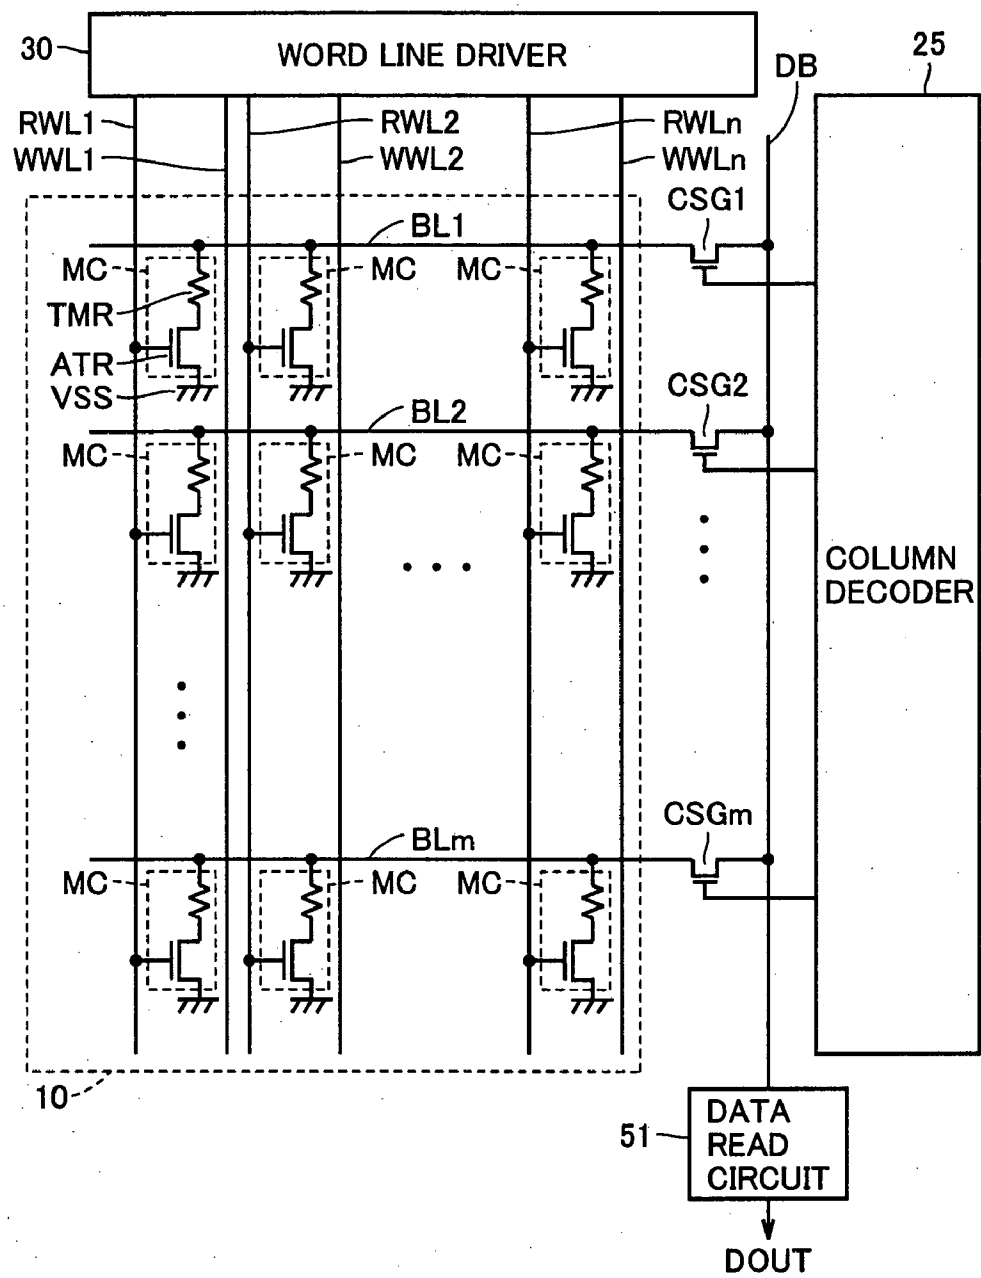 30
WORD LINE DRIVER
25
DB
RWL1
RWL2
RWLn
WWL1
WWL2
WWLn
CSG1
BL1
MC
MC
MC
TMR
ATR
VSS
CSG2
BL2
MC
MC
MC
COLUMN
DECODER
CSGm
BLm
MC
MC
MC
10
51
DATA
READ
CIRCUIT
DOUT